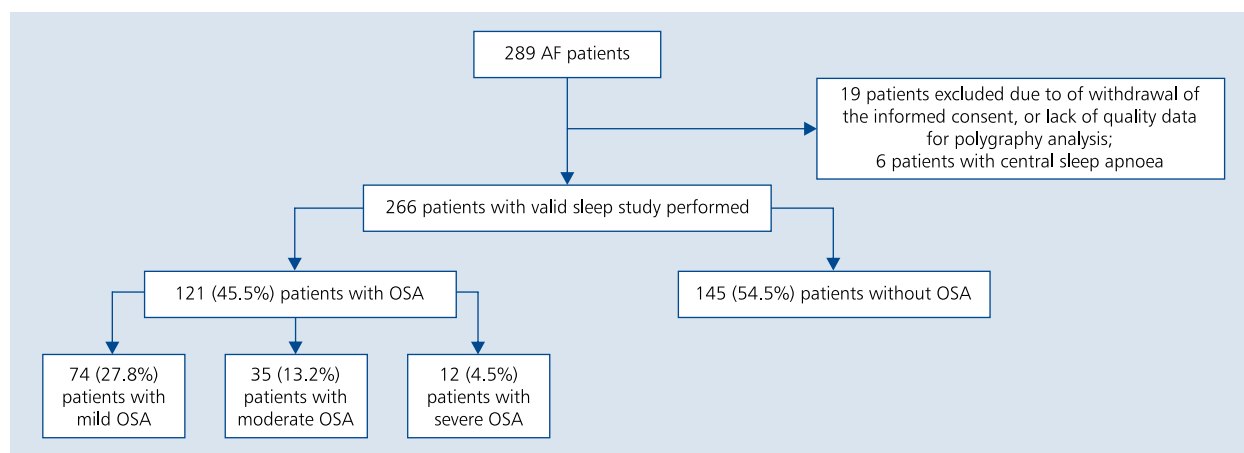 289 AF patients
19 patients excluded due to of withdrawal of
the informed consent, or lack of quality data
for polygraphy analysis;
6 patients with central sleep apnoea
266 patients with valid sleep study performed
121 (45.5%) patients with OSA
145 (54.5%) patients without OSA
74 (27.8%)
patients with
mild OSA
35 (13.2%)
patients with
moderate OSA
12 (4.5%)
patients with
severe OSA